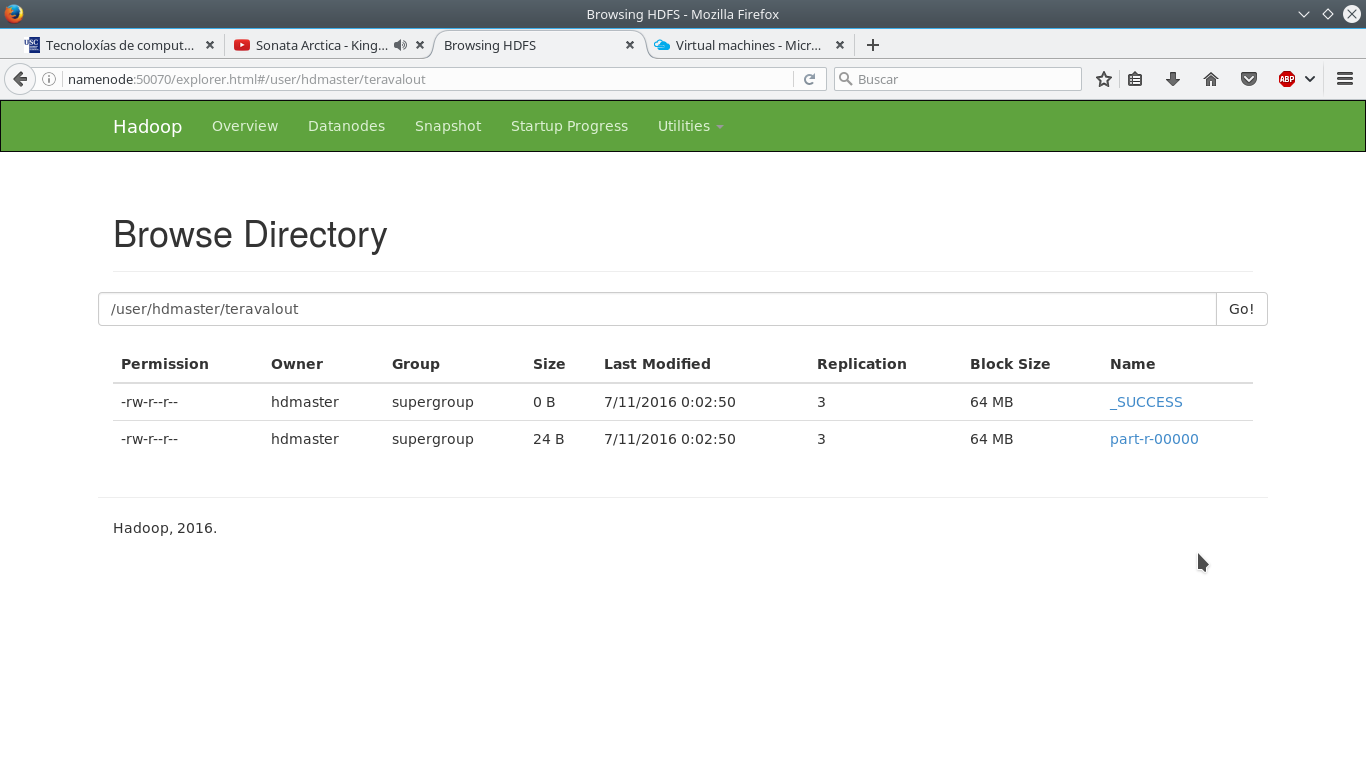 Browsing HDFS - Mozilla Firefox
USC Tecnoloxías de comput... Sonata Arctica - King... Browsing HDFS Virtual machines - Micr...
namenode:50070/explorer.html#/user/hdmaster/teravalout Buscar ABP
Hadoop Overview Datanodes Snapshot Startup Progress Utilities
Browse Directory
/user/hdmaster/teravalout Go!
Permission Owner Group Size Last Modified Replication Block Size Name
-rw-r--r-- hdmaster supergroup 0 B 7/11/2016 0:02:50 3 64 MB _SUCCESS
-rw-r--r-- hdmaster supergroup 24 B 7/11/2016 0:02:50 3 64 MB part-r-00000
Hadoop, 2016.